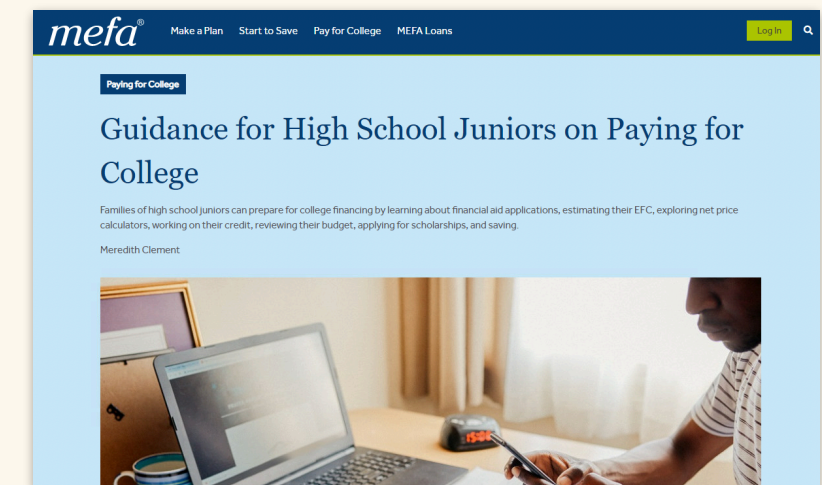 mefa®
Make a Plan Start to Save Pay for College MEFA Loans
Log In
Paying for College
Guidance for High School Juniors on Paying for
College
Families of high school juniors can prepare for college financing by learning about financial aid applications, estimating their EFC, exploring net price
calculators, working on their credit, reviewing their budget, applying for scholarships, and saving.
Meredith Clement
15:06